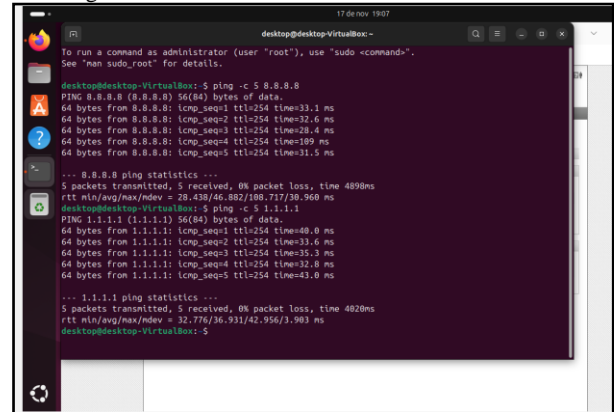 17 de nov 19:07
desktop@desktop-VirtualBox: ~
To run a command as administrator (user "root"), use "sudo <command>".
See "man sudo_root" for details.
desktop@desktop-VirtualBox:~$ ping -c 5 8.8.8.8
PING 8.8.8.8 (8.8.8.8) 56(84) bytes of data.
64 bytes from 8.8.8.8: icmp_seq=1 ttl=254 time=33.1 ms
64 bytes from 8.8.8.8: icmp_seq=2 ttl=254 time=32.6 ms
64 bytes from 8.8.8.8: icmp_seq=3 ttl=254 time=28.4 ms
64 bytes from 8.8.8.8: icmp_seq=4 ttl=254 time=109 ms
64 bytes from 8.8.8.8: icmp_seq=5 ttl=254 time=31.5 ms
--- 8.8.8.8 ping statistics ---
5 packets transmitted, 5 received, 0% packet loss, time 4898ms
rtt min/avg/max/mdev = 28.438/46.882/108.717/30.960 ms
desktop@desktop-VirtualBox:~$ ping -c 5 1.1.1.1
PING 1.1.1.1 (1.1.1.1) 56(84) bytes of data.
64 bytes from 1.1.1.1: icmp_seq=1 ttl=254 time=40.0 ms
64 bytes from 1.1.1.1: icmp_seq=2 ttl=254 time=33.6 ms
64 bytes from 1.1.1.1: icmp_seq=3 ttl=254 time=35.3 ms
64 bytes from 1.1.1.1: icmp_seq=4 ttl=254 time=32.8 ms
64 bytes from 1.1.1.1: icmp_seq=5 ttl=254 time=43.0 ms
--- 1.1.1.1 ping statistics ---
5 packets transmitted, 5 received, 0% packet loss, time 4020ms
rtt min/avg/max/mdev = 32.776/36.931/42.956/3.903 ms
desktop@desktop-VirtualBox:~$